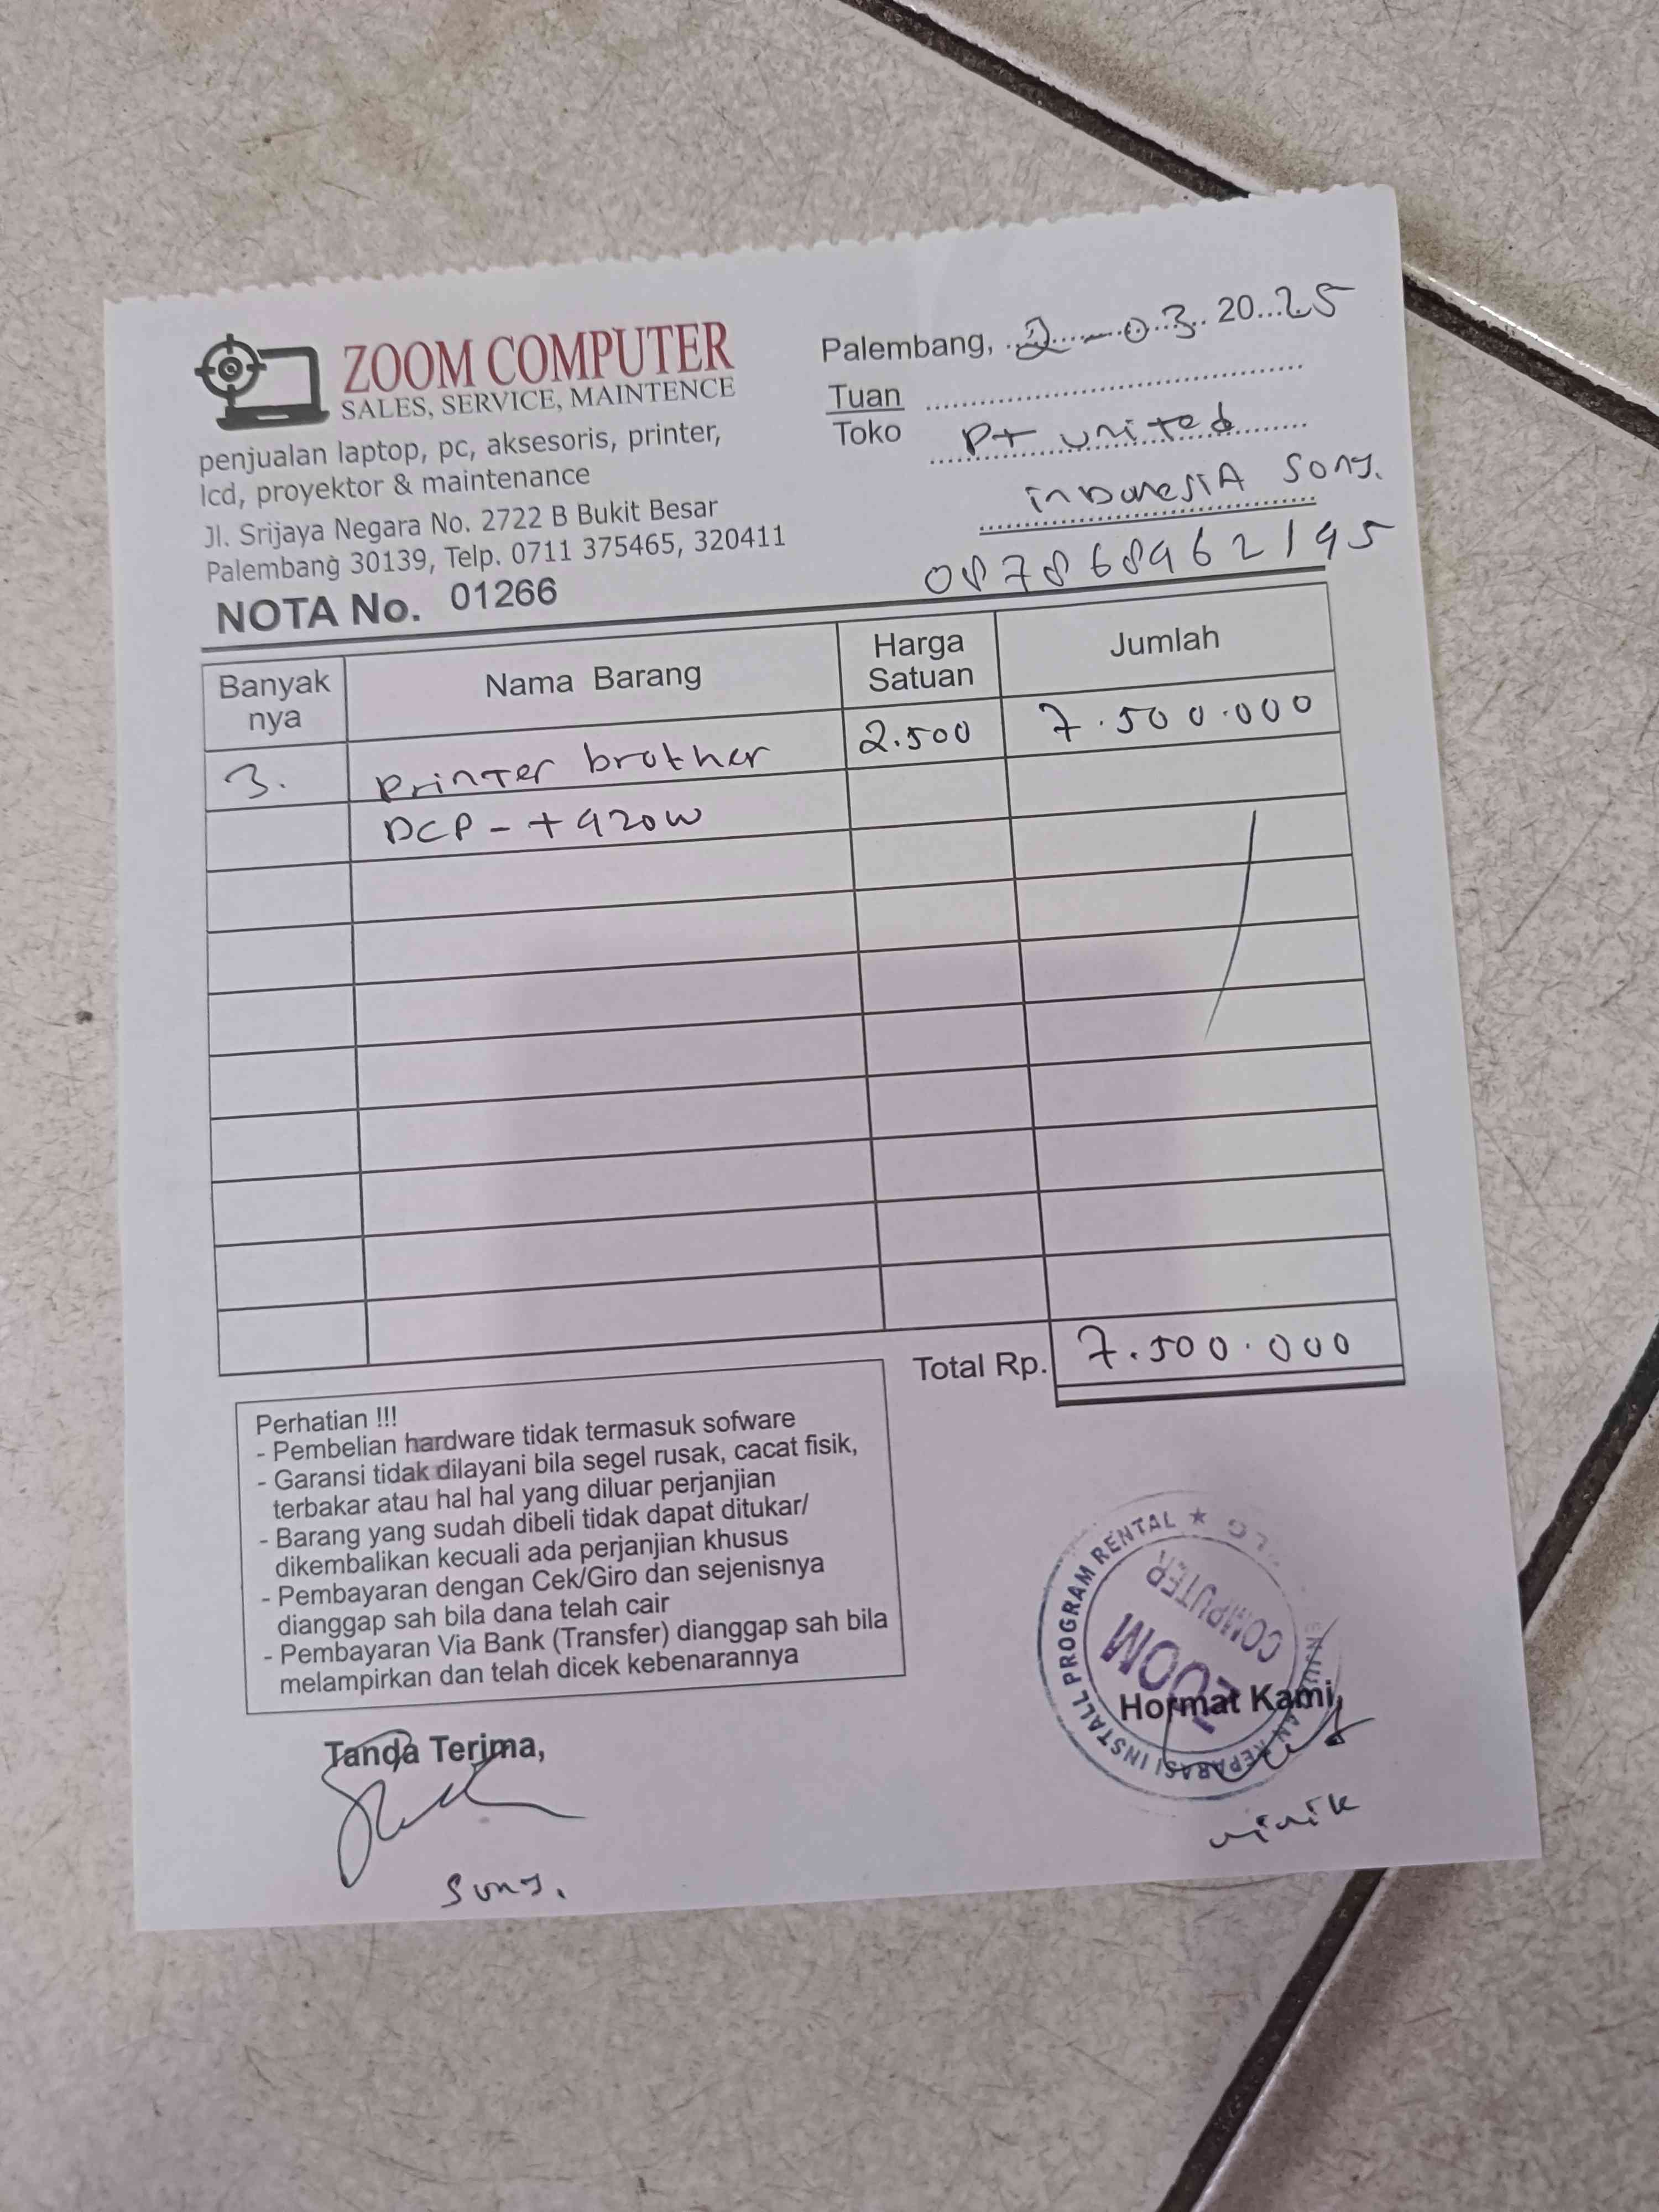 ZOOM COMPUTER
SALES, SERVICE, MAINTENCE
penjualan laptop, pc, aksesoris, printer,
lcd, proyektor & maintenance
Jl. Srijaya Negara No. 2722 B Bukit Besar
Palembang 30139, Telp. 0711 375465, 320411
NOTA No. 01266
Palembang, 2 - 03 2025
Tuan
Toko PT United
indonesiA Sony.
087868962195
Banyak nya Nama Barang Harga Satuan Jumlah
3. printer brother 2.500 7.500.000
DCP - t 920w
Total Rp. 7.500.000
Perhatian !!!
- Pembelian hardware tidak termasuk sofware
- Garansi tidak dilayani bila segel rusak, cacat fisik,
terbakar atau hal hal yang diluar perjanjian
- Barang yang sudah dibeli tidak dapat ditukar/
dikembalikan kecuali ada perjanjian khusus
- Pembayaran dengan Cek/Giro dan sejenisnya
dianggap sah bila dana telah cair
- Pembayaran Via Bank (Transfer) dianggap sah bila
melampirkan dan telah dicek kebenarannya
Tanda Terima,
Sony.
Hormat Kami,
ninik
ZOOM
COMPUTER
REPARASI INSTALL PROGRAM RENTAL ★